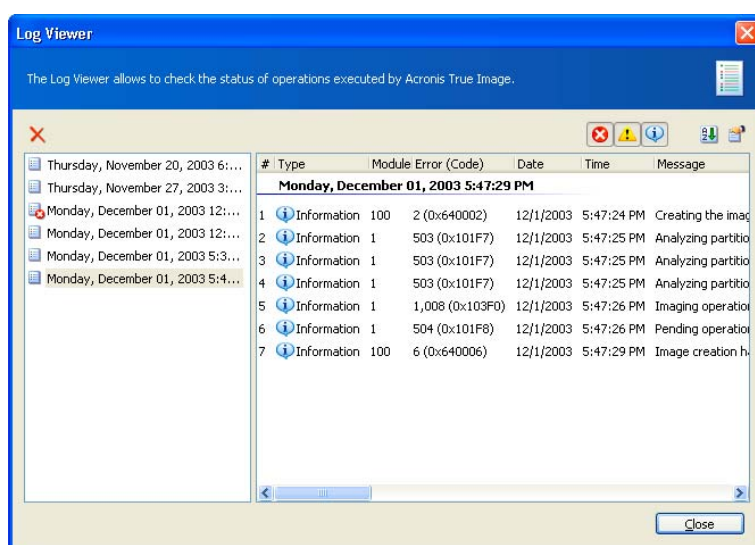 Log Viewer
The Log Viewer allows to check the status of operations executed by Acronis True Image.
Thursday, November 20, 2003 6:...
Thursday, November 27, 2003 3:...
Monday, December 01, 2003 12:...
Monday, December 01, 2003 12:...
Monday, December 01, 2003 5:3...
Monday, December 01, 2003 5:4...
# Type Module Error (Code) Date Time Message
Monday, December 01, 2003 5:47:29 PM
1 Information 100 2 (0x640002) 12/1/2003 5:47:24 PM Creating the imag
2 Information 1 503 (0x101F7) 12/1/2003 5:47:25 PM Analyzing partitio
3 Information 1 503 (0x101F7) 12/1/2003 5:47:25 PM Analyzing partitio
4 Information 1 503 (0x101F7) 12/1/2003 5:47:25 PM Analyzing partitio
5 Information 1 1,008 (0x103F0) 12/1/2003 5:47:26 PM Imaging operatio
6 Information 1 504 (0x101F8) 12/1/2003 5:47:26 PM Pending operatio
7 Information 100 6 (0x640006) 12/1/2003 5:47:29 PM Image creation h
Close